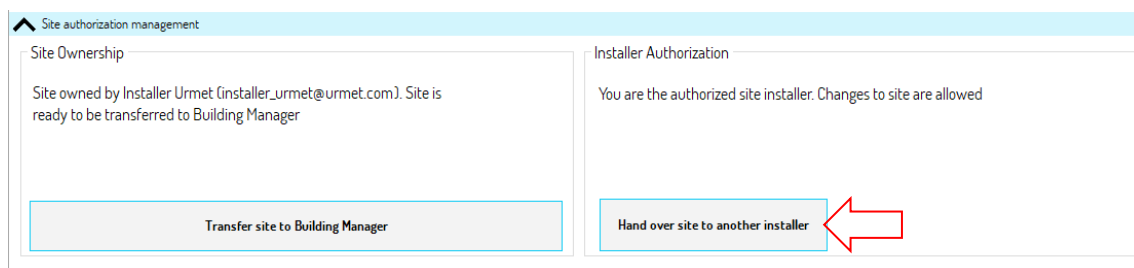 Site authorization management
Site Ownership
Site owned by Installer Urmet (installer_urmet@urmet.com). Site is
ready to be transferred to Building Manager
Transfer site to Building Manager
Installer Authorization
You are the authorized site installer. Changes to site are allowed
Hand over site to another installer